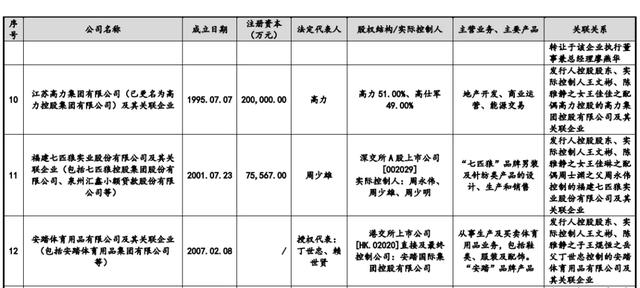 序号
公司名称
成立日期
注册资本
（万元）
法定代表人
股权结构/实际控制人
主营业务、主要产品
关联关系
转让于该企业执行董
事兼总经理廖燕华
10
江苏高力集团有限公司（已更名为高
力控股集团有限公司）及其关联企业
1995.07.07
200,000.00
高力
高力 51.00%、高仕军
49.00%
地产开发、商业运
营、能源交易
发行人控股股东、实
际控制人王文彬、陈
雅静之女王佳佳之配
偶高力控股的高力集
团控股有限公司及其
关联企业
11
福建七匹狼实业股份有限公司及其关
联企业（包括七匹狼控股集团股份有
限公司、泉州汇鑫小额贷款股份有限
公司等）
2001.07.23
75,567.00
周少雄
深交所 A 股上市公司
[002029]
实际控制人：周永伟、
周少雄、周少明
“七匹狼”品牌男装
及针纺类产品的设
计、生产和销售
发行人控股股东、实
际控制人王文彬、陈
雅静之女王佳琳之配
偶周士渊之父周永伟
控制的福建七匹狼实
业股份有限公司及其
关联企业
12
安踏体育用品有限公司及其关联企业
（包括安踏体育用品集团有限公司
等）
2007.02.08
/
授权代表：
丁世忠、赖
世贤
港交所上市公司
[HK.02020]直接及最终
控制公司：安踏国际集
团控股有限公司
从事生产及买卖体育
用品业务，包括鞋
类、服装及配饰。
“安踏”品牌产品
发行人控股股东、实
际控制人王文彬、陈
雅静之子王焜恒之岳
父丁世忠控制的安踏
体育用品有限公司及
其关联企业